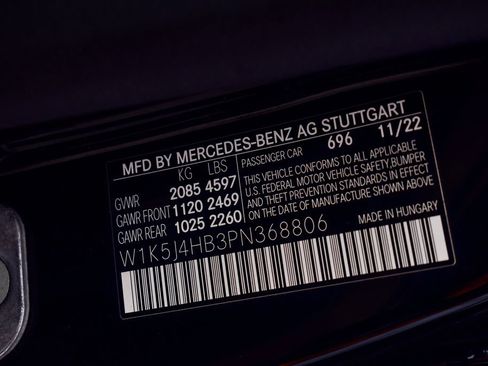 MFD BY MERCEDES-BENZ AG STUTTGART
KG LBS
GVWR 2085 4597
GAWR FRONT 1120 2469
GAWR REAR 1025 2260
PASSENGER CAR 696 11/22
THIS VEHICLE CONFORMS TO ALL APPLICABLE
U.S. FEDERAL MOTOR VEHICLE SAFETY,BUMPER
AND THEFT PREVENTION STANDARDS IN EFFECT
ON THE DATE OF MANUFACTURE SHOWN ABOVE
W1K5J4HB3PN368806
MADE IN HUNGARY